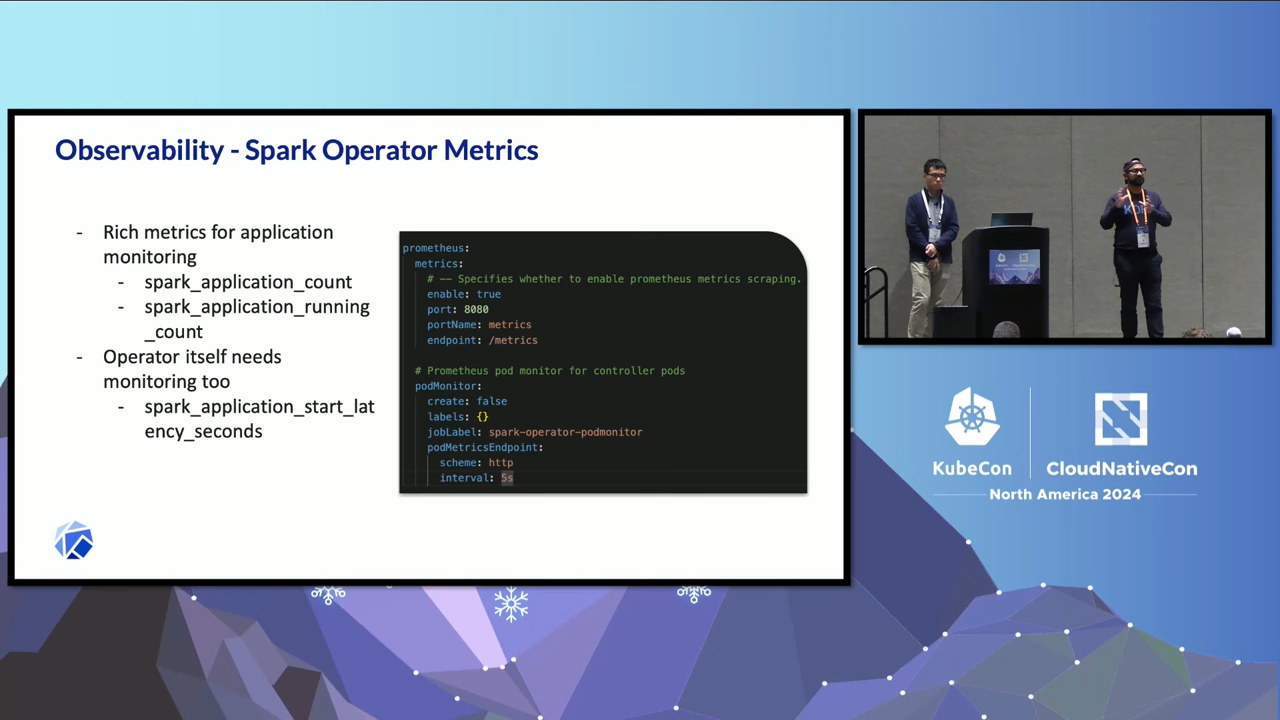 Observability - Spark Operator Metrics
- Rich metrics for application
monitoring
- spark_application_count
- spark_application_running
_count
- Operator itself needs
monitoring too
- spark_application_start_lat
ency_seconds
prometheus:
metrics:
# -- Specifies whether to enable prometheus metrics scraping.
enable: true
port: 8080
portName: metrics
endpoint: /metrics
# Prometheus pod monitor for controller pods
podMonitor:
create: false
labels: {}
jobLabel: spark-operator-podmonitor
podMetricsEndpoint:
scheme: http
interval: 5s
KubeCon
CloudNativeCon
North America 2024